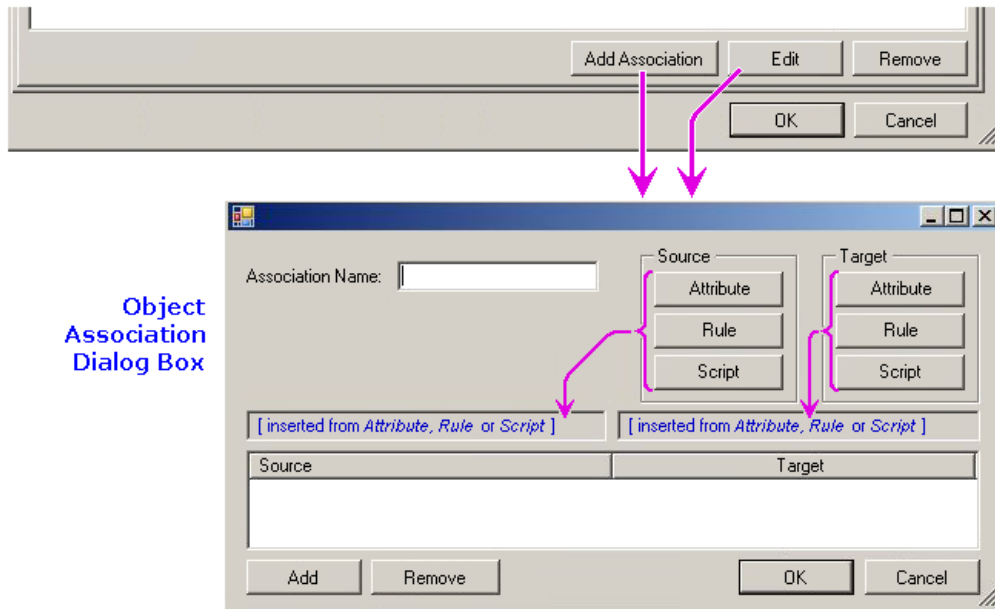 Add Association Edit Remove
OK Cancel
Source Target
Association Name: Attribute Attribute
Object
Association
Dialog Box
Rule Rule
Script Script
[ inserted from Attribute, Rule or Script ] [ inserted from Attribute, Rule or Script ]
Source Target
Add Remove OK Cancel